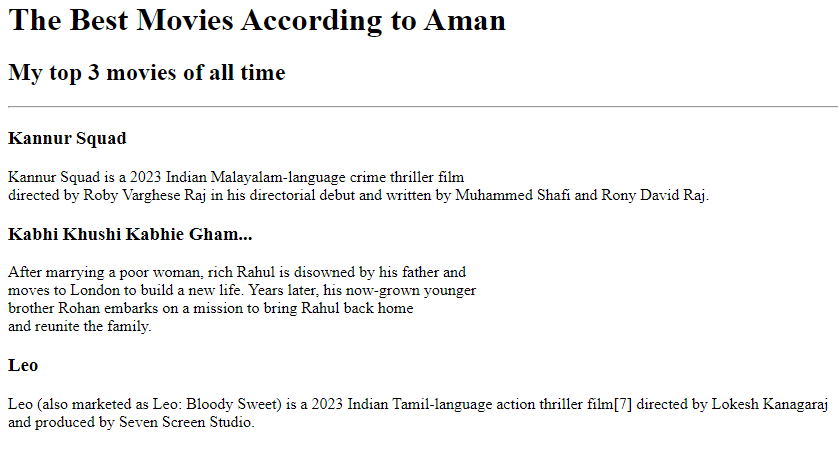 The Best Movies According to Aman
My top 3 movies of all time
Kannur Squad
Kannur Squad is a 2023 Indian Malayalam-language crime thriller film
directed by Roby Varghese Raj in his directorial debut and written by Muhammed Shafi and Rony David Raj.
Kabhi Khushi Kabhie Gham...
After marrying a poor woman, rich Rahul is disowned by his father and
moves to London to build a new life. Years later, his now-grown younger
brother Rohan embarks on a mission to bring Rahul back home
and reunite the family.
Leo
Leo (also marketed as Leo: Bloody Sweet) is a 2023 Indian Tamil-language action thriller film[7] directed by Lokesh Kanagaraj
and produced by Seven Screen Studio.